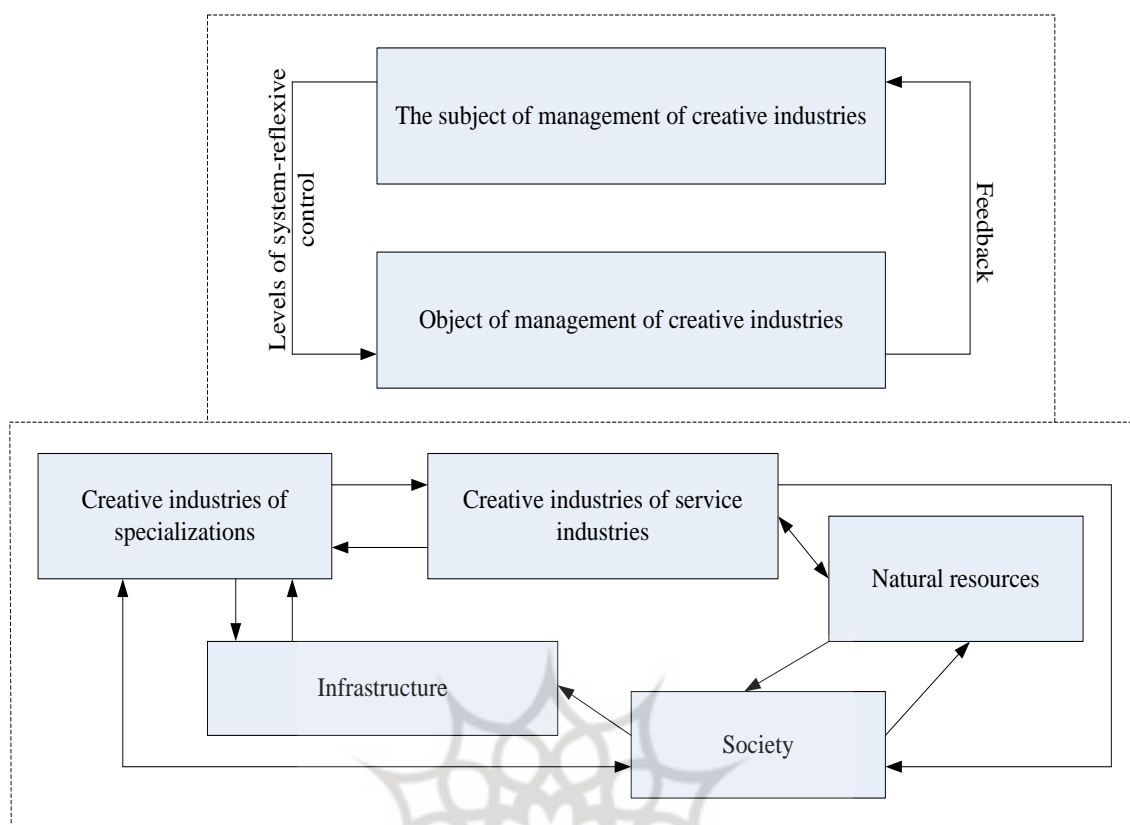 The subject of management of creative industries
Levels of system-reflexive
control
Feedback
Object of management of creative industries
Creative industries of
specializations
Creative industries of service
industries
Natural resources
Infrastructure
Society